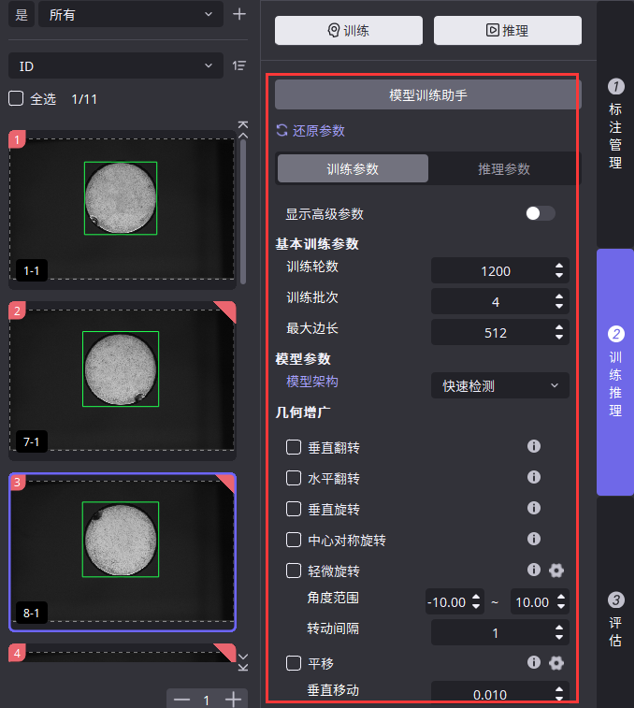 是 所有
ID
全选 1/11
1
1-1
2
7-1
3
8-1
4
1
训练 推理
模型训练助手
还原参数
训练参数 推理参数
显示高级参数
基本训练参数
训练轮数 1200
训练批次 4
最大边长 512
模型参数
模型架构 快速检测
几何增广
垂直翻转
水平翻转
垂直旋转
中心对称旋转
轻微旋转
角度范围 -10.00 ~ 10.00
转动间隔 1
平移
垂直移动 0.010
1 标注管理
2 训练推理
3 评估